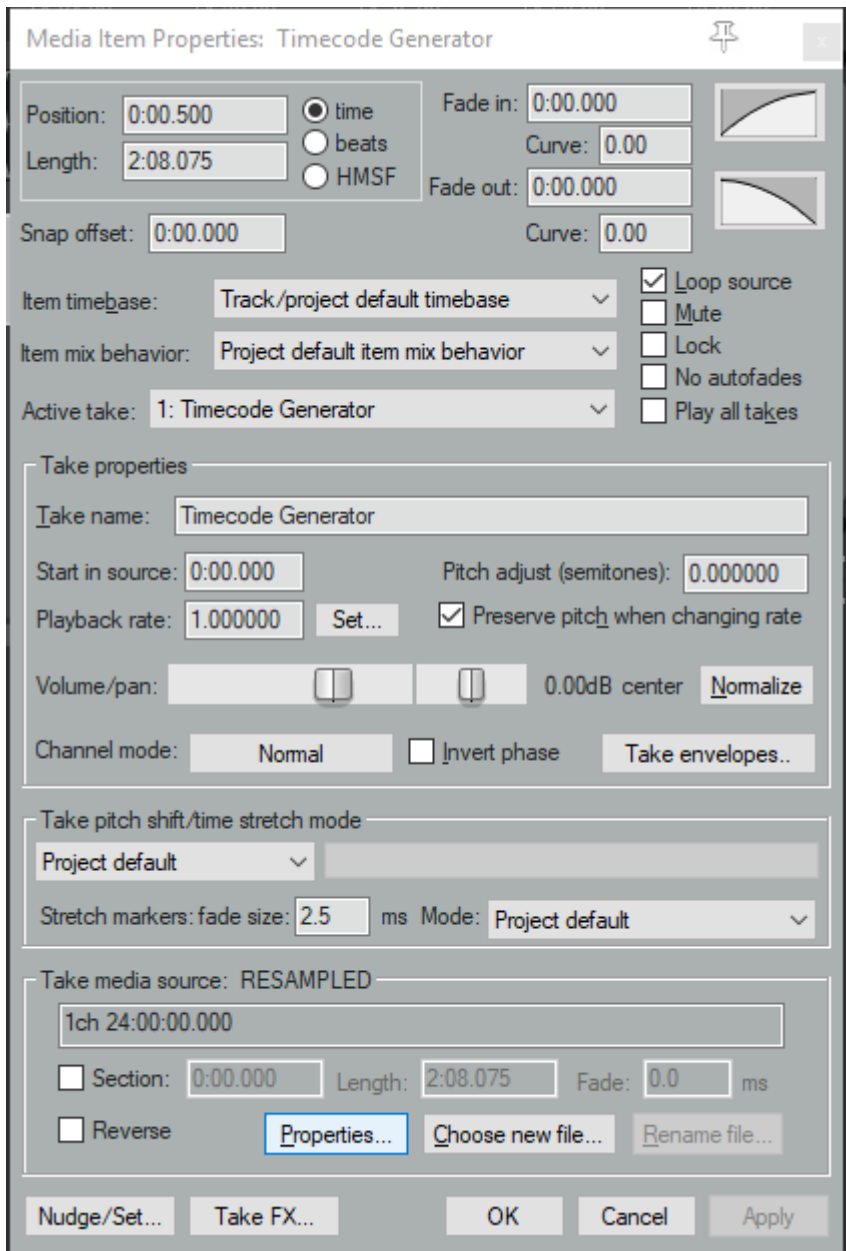 Media Item Properties: Timecode Generator
x
Position: 0:00.500 time Fade in: 0:00.000
beats Curve: 0.00
Length: 2:08.075 HMSF Fade out: 0:00.000
Snap offset: 0:00.000 Curve: 0.00
Item timebase: Track/project default timebase Loop source
Mute
Item mix behavior: Project default item mix behavior Lock
No autofades
Active take: 1: Timecode Generator Play all takes
Take properties
Take name: Timecode Generator
Start in source: 0:00.000 Pitch adjust (semitones): 0.000000
Playback rate: 1.000000 Set... Preserve pitch when changing rate
Volume/pan: 0.00dB center Normalize
Channel mode: Normal Invert phase Take envelopes..
Take pitch shift/time stretch mode
Project default
Stretch markers: fade size: 2.5 ms Mode: Project default
Take media source: RESAMPLED
1ch 24:00:00.000
Section: 0:00.000 Length: 2:08.075 Fade: 0.0 ms
Reverse Properties... Choose new file... Rename file...
Nudge/Set... Take FX... OK Cancel Apply